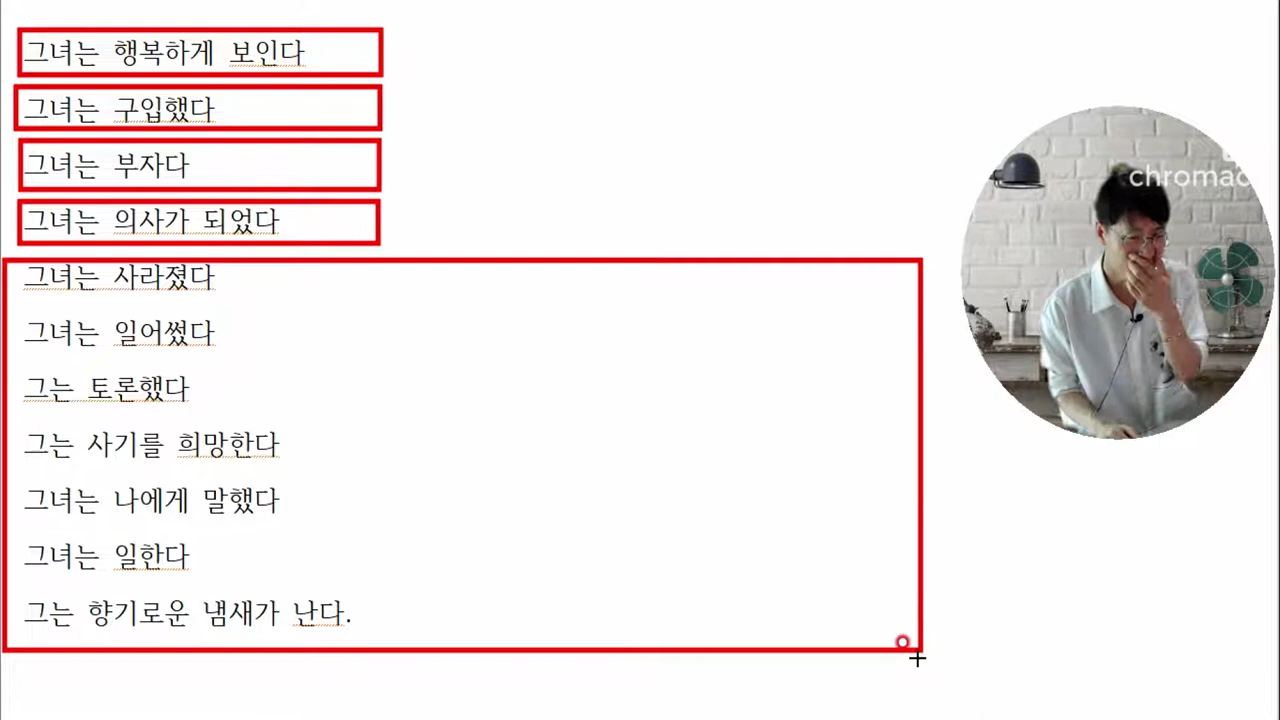 그녀는 행복하게 보인다
그녀는 구입했다
그녀는 부자다
그녀는 의사가 되었다
그녀는 사라졌다
그녀는 일어썼다
그는 토론했다
그는 사기를 희망한다
그녀는 나에게 말했다
그녀는 일한다
그는 향기로운 냄새가 난다.
chromac